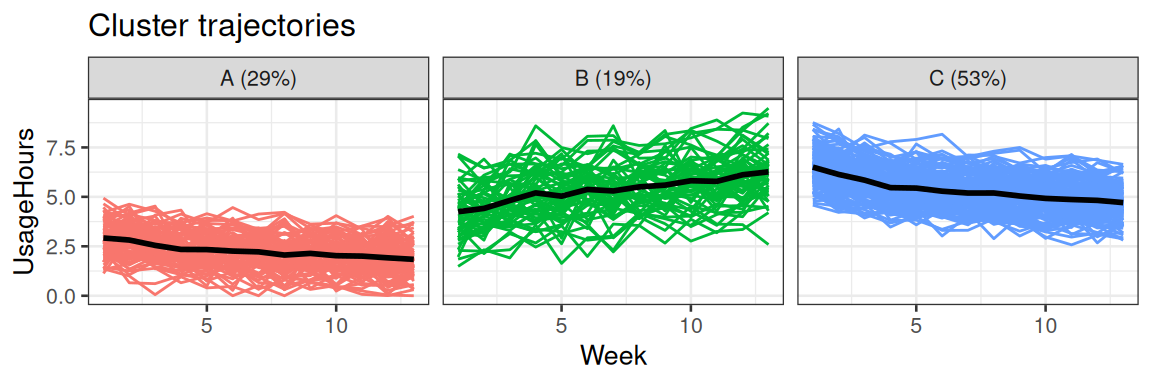 Cluster trajectories
A (29%)
B (19%)
C (53%)
UsageHours
7.5
5.0
2.5
0.0
5 10
5 10
5 10
Week